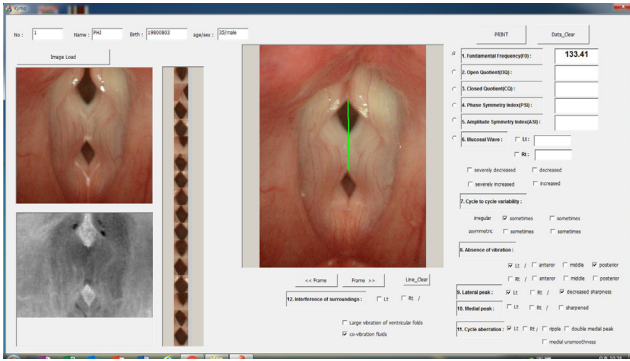 Kymo
No : 1 Name : PHJ Birth : 19800803 age/sex : 35/male
Image Load
PRINT Data_Clear
1. Fundamental Frequency(F0) : 133.41
2. Open Quotient(OQ) :
3. Closed Quotient(CQ) :
4. Phase Symmetry Index(PSI) :
5. Amplitude Symmetry Index(ASI) :
6. Mucosal Wave : Lt :
Rt :
severely decreased decreased
severely increased increased
7. Cycle to cycle variability :
irregular sometimes sometimes
asymmetric sometimes sometimes
8. Absence of vibration :
Lt / anterior middle posterior
Rt / anterior middle posterior
9. Lateral peak : Lt Rt / decreased sharpness
10. Medial peak : Lt Rt / sharpened
11. Cycle aberration : Lt Rt / ripple double medial peak
medial unsmoothness
<< Frame Frame >> Line_Clear
12. Interference of surroundings : Lt Rt /
Large vibration of ventricular folds
co-vibration fluids